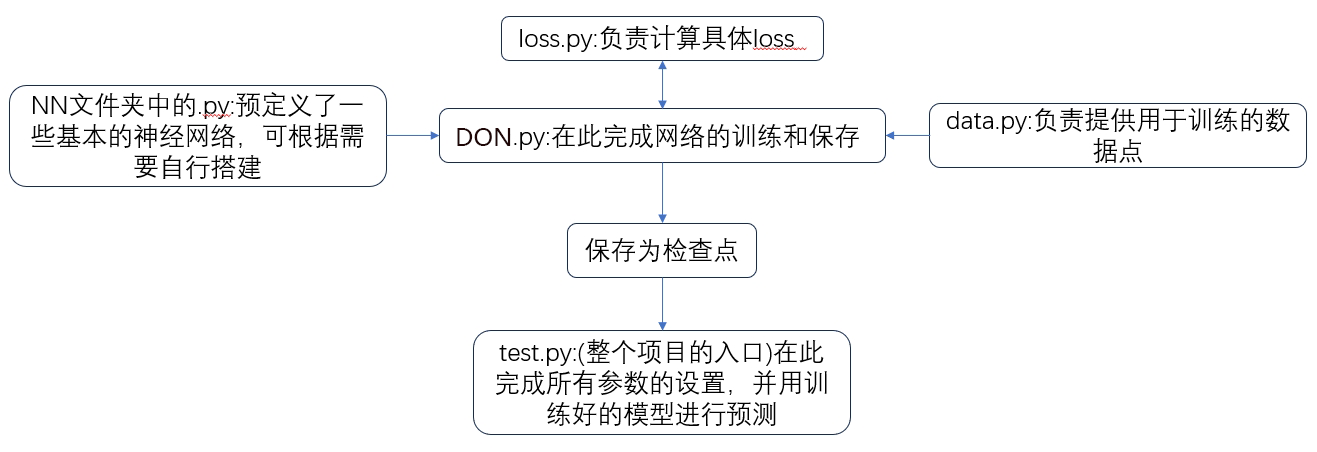 loss.py:负责计算具体loss
NN文件夹中的.py:预定义了一
些基本的神经网络，可根据需
要自行搭建
DON.py:在此完成网络的训练和保存
data.py:负责提供用于训练的数
据点
保存为检查点
test.py:(整个项目的入口)在此
完成所有参数的设置，并用训
练好的模型进行预测